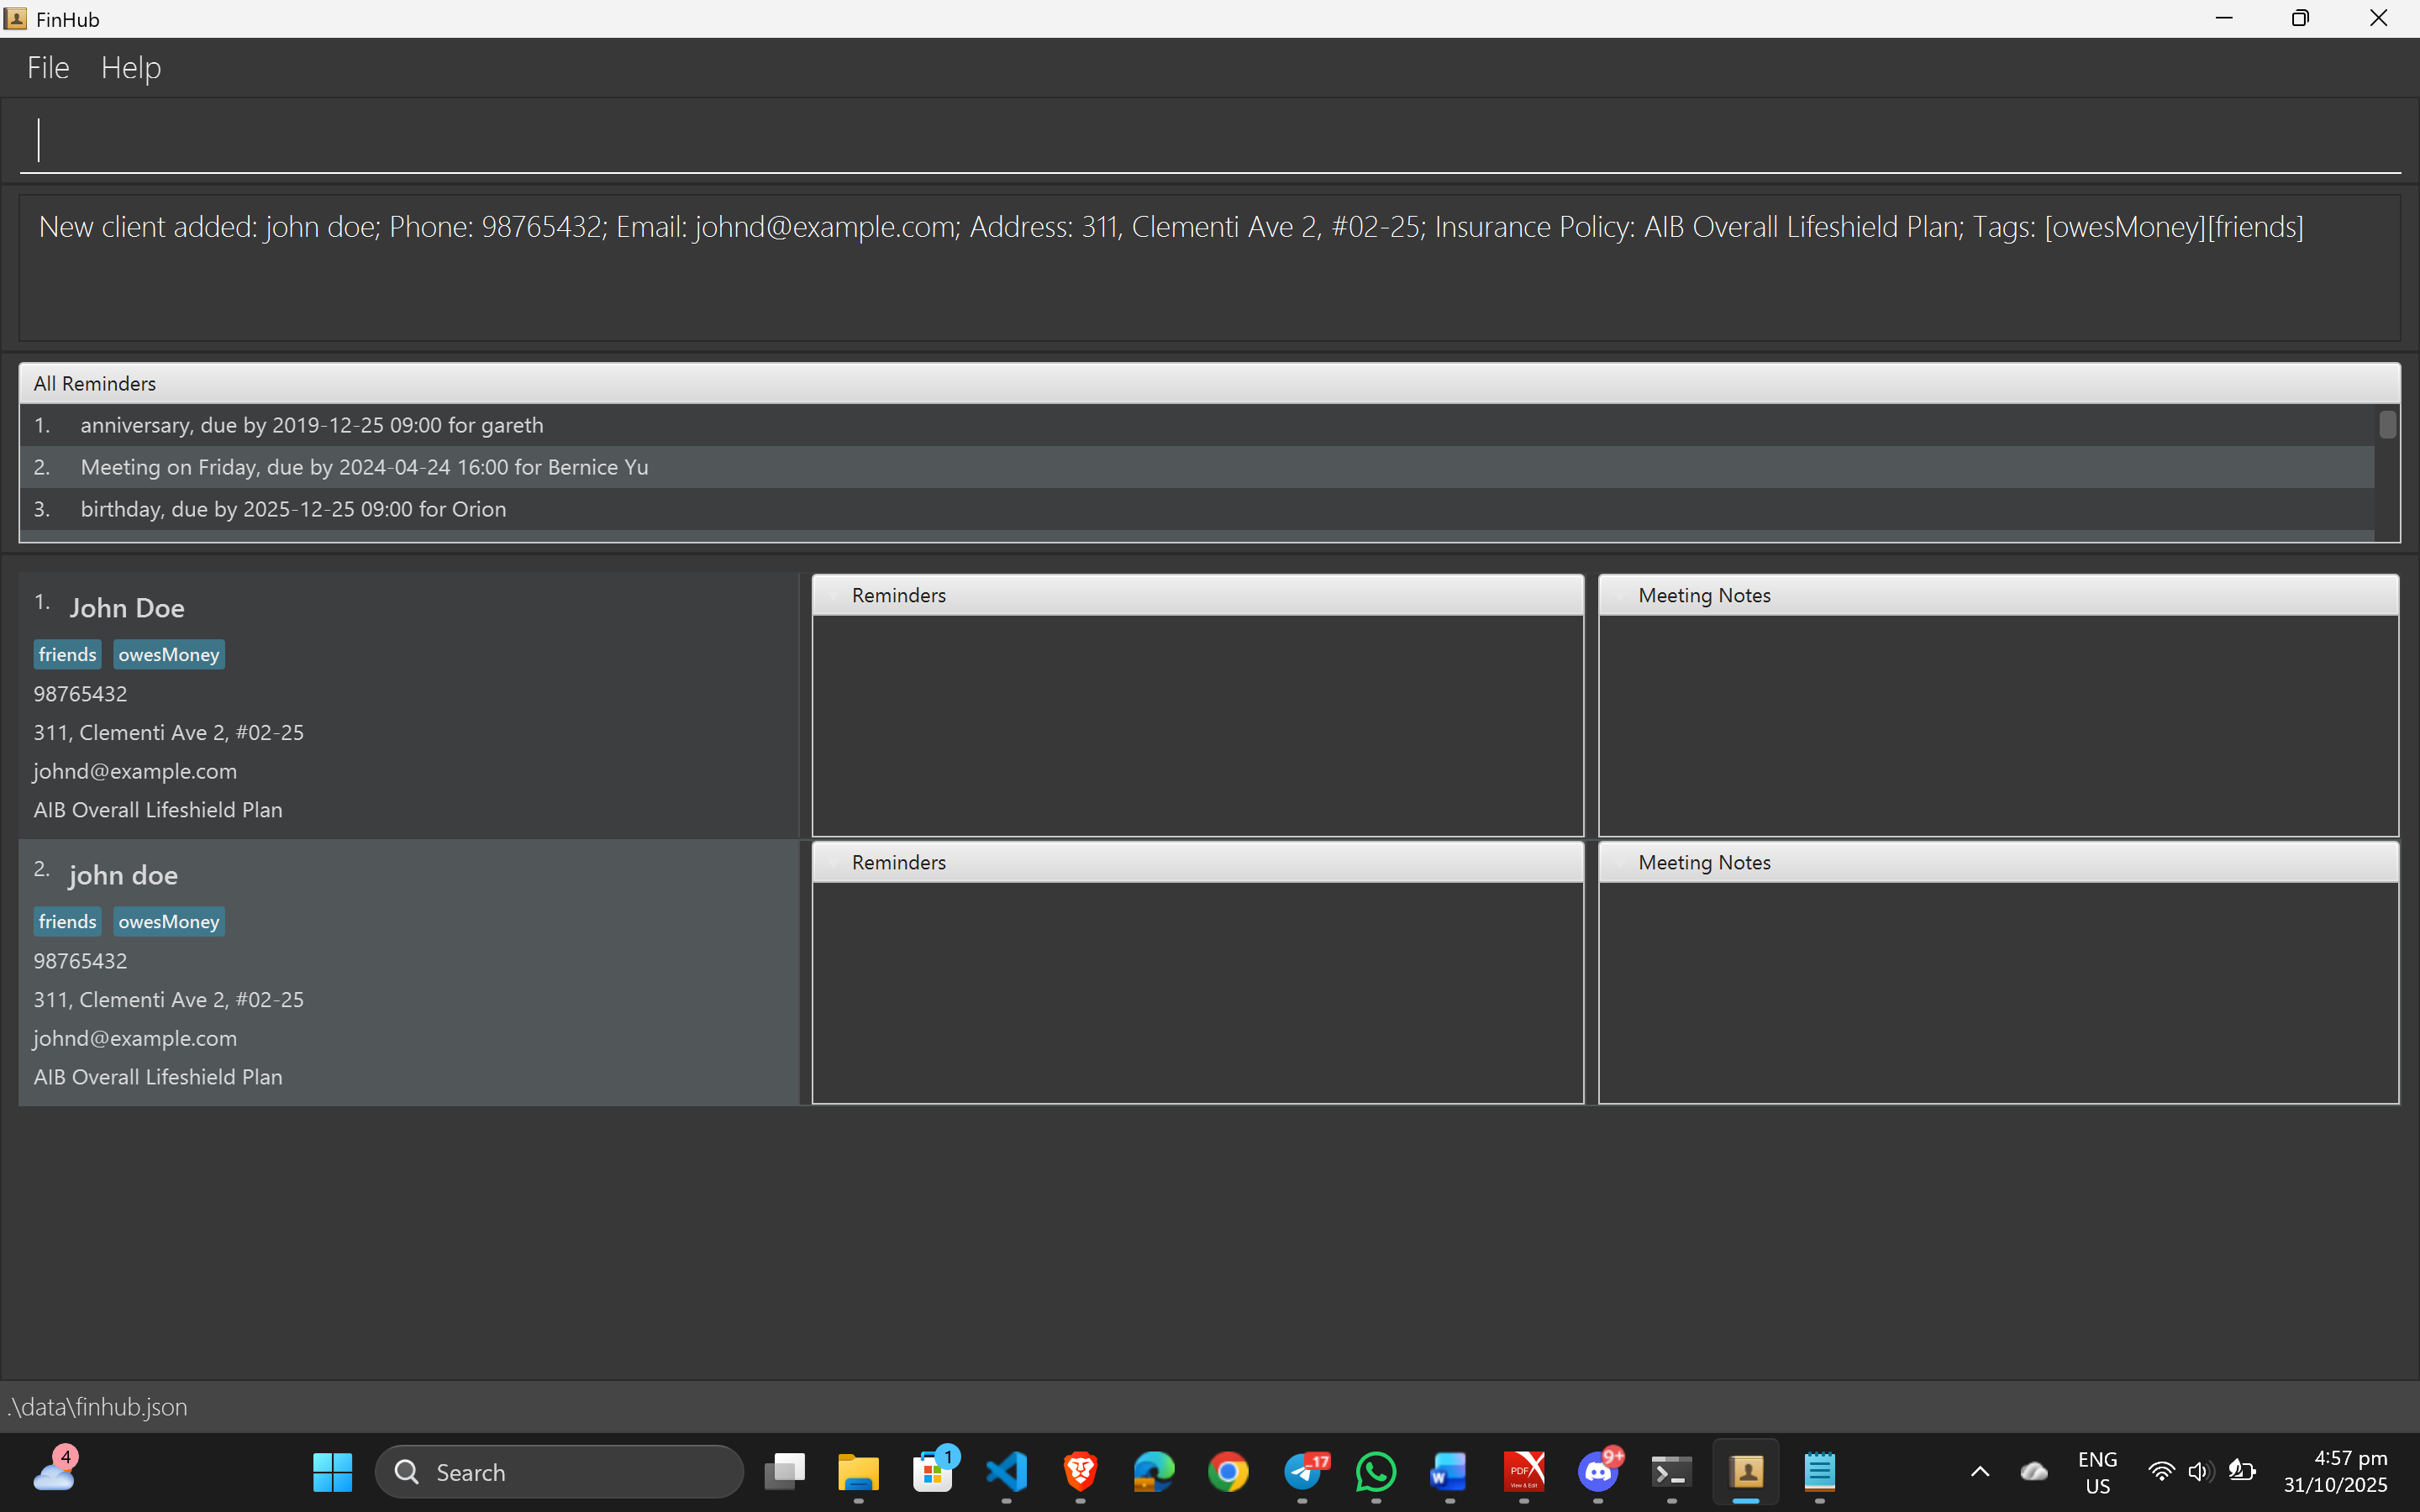 FinHub
File Help
New client added: john doe; Phone: 98765432; Email: johnd@example.com; Address: 311, Clementi Ave 2, #02-25; Insurance Policy: AIB Overall Lifeshield Plan; Tags: [owesMoney][friends]
All Reminders
1. anniversary, due by 2019-12-25 09:00 for gareth
2. Meeting on Friday, due by 2024-04-24 16:00 for Bernice Yu
3. birthday, due by 2025-12-25 09:00 for Orion
1. John Doe
friends owesMoney
98765432
311, Clementi Ave 2, #02-25
johnd@example.com
AIB Overall Lifeshield Plan
Reminders
Meeting Notes
2. john doe
friends owesMoney
98765432
311, Clementi Ave 2, #02-25
johnd@example.com
AIB Overall Lifeshield Plan
Reminders
Meeting Notes
.\data\finhub.json
4
Search
1
17
W
PDF
View & Edit
9+
ENG
US
4:57 pm
31/10/2025